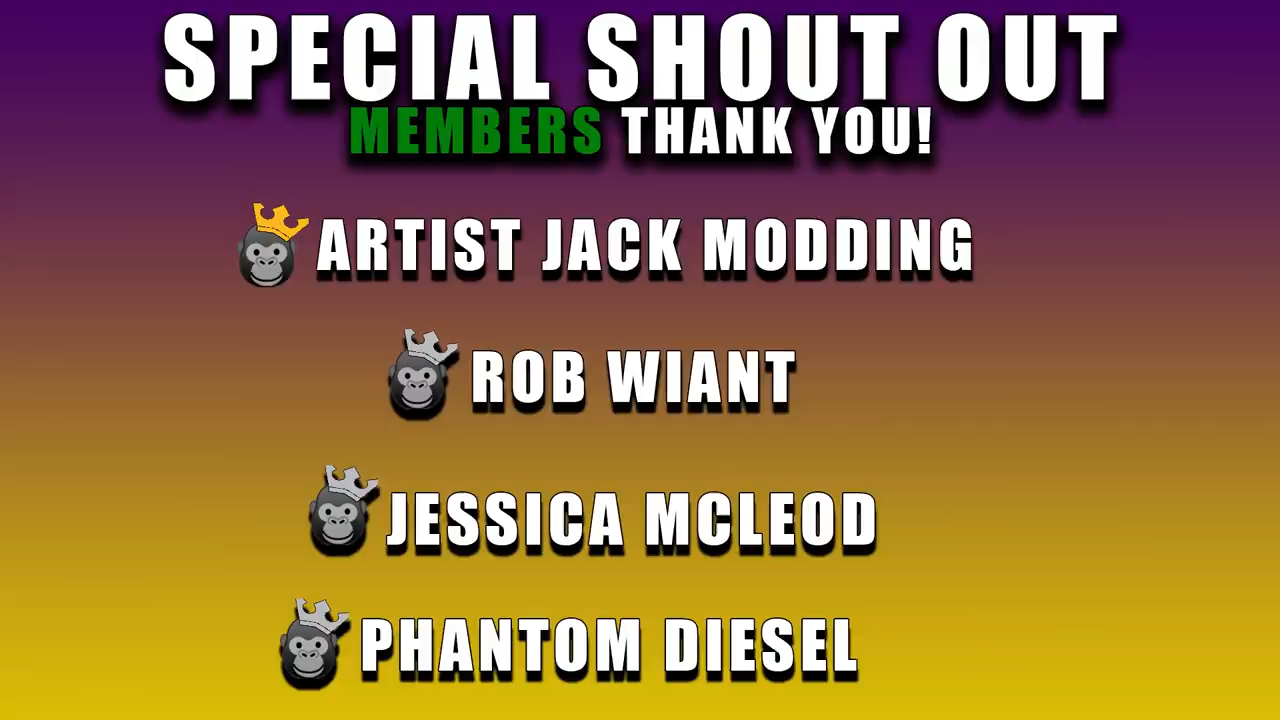 SPECIAL SHOUT OUT
MEMBERS THANK YOU!
ARTIST JACK MODDING
ROB WIANT
JESSICA MCLEOD
PHANTOM DIESEL